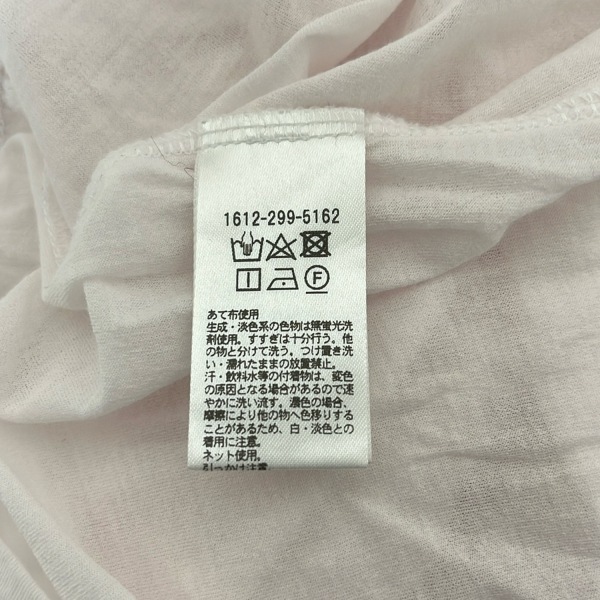 1612-299-5162
F
あて布使用
生成・淡色系の色物は無蛍光洗
剤使用。すすぎは十分行う。他
の物と分けて洗う。つけ置き洗
い・濡れたままの放置禁止。
汗・飲料水等の付着物は、変色
の原因となる場合があるので速
やかに洗い流す。濃色の場合、
摩擦により他の物へ色移りする
ことがあるため、白・淡色との
着用に注意。
ネット使用。
引っかけ注意